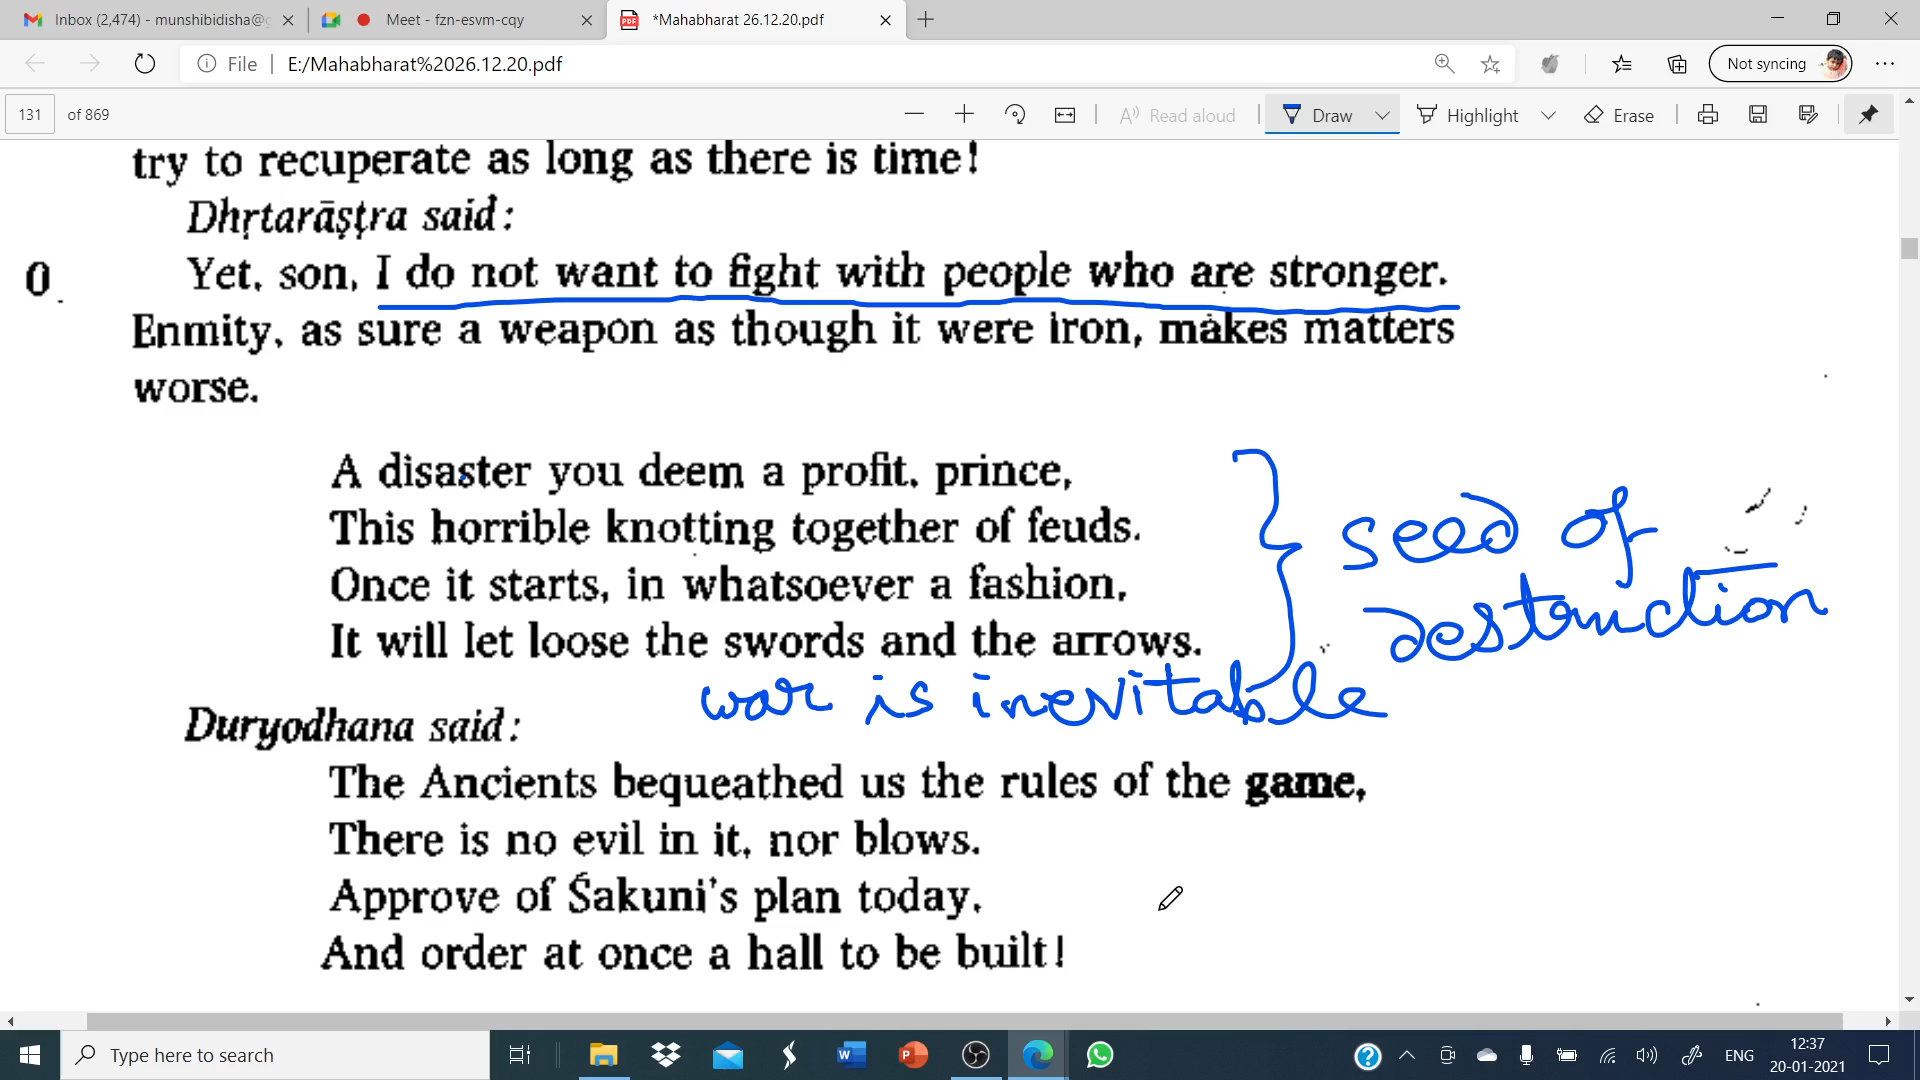 Inbox (2,474) - munshibidisha@g
Meet - fzn-esvm-cqy
*Mahabharat 26.12.20.pdf
File
E:/Mahabharat%2026.12.20.pdf
Not syncing
131 of 869
Read aloud
Draw
Highlight
Erase
try to recuperate as long as there is time!
Dhṛtarāṣṭra said:
0
Yet, son, I do not want to fight with people who are stronger.
Enmity, as sure a weapon as though it were iron, makes matters
worse.
A disaster you deem a profit, prince,
This horrible knotting together of feuds.
Once it starts, in whatsoever a fashion,
It will let loose the swords and the arrows.
seed of
destruction
war is inevitable
Duryodhana said:
The Ancients bequeathed us the rules of the game,
There is no evil in it, nor blows.
Approve of Śakuni's plan today,
And order at once a hall to be built!
Type here to search
ENG
12:37
20-01-2021